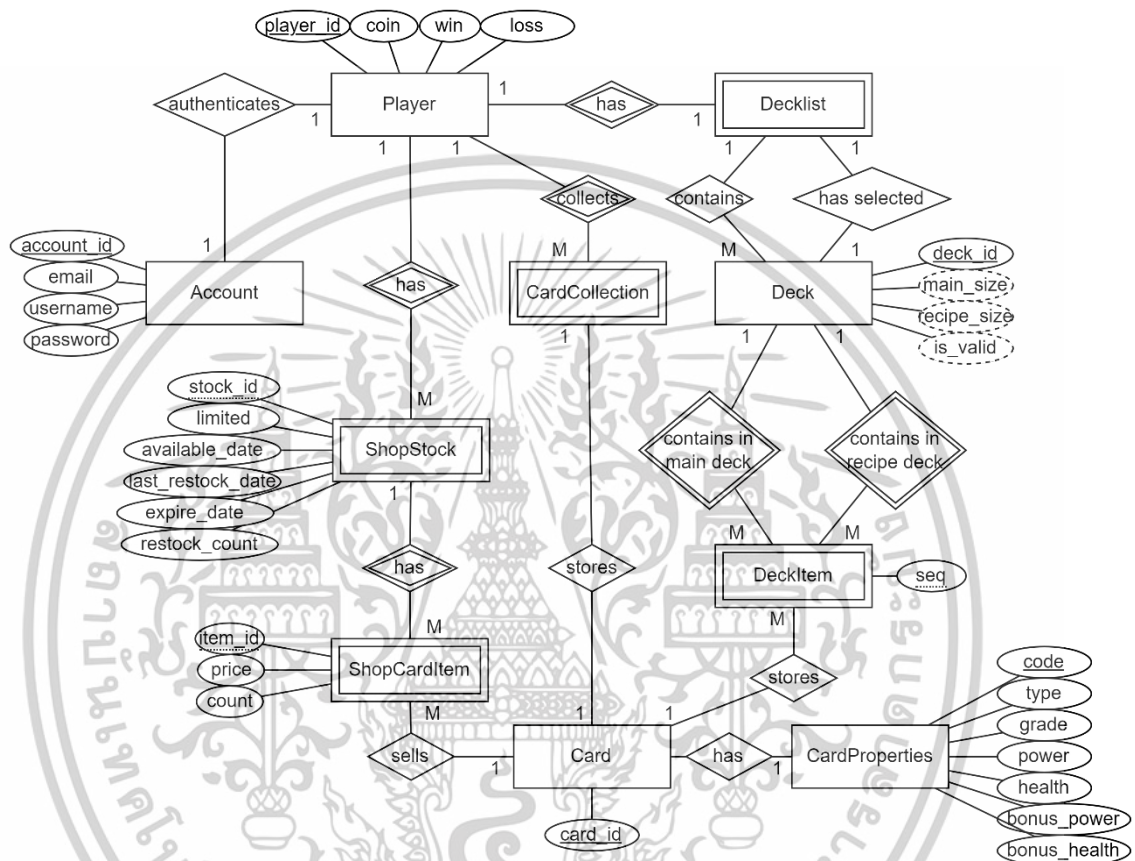 player_id
coin
win
loss
authenticates
1
Player
1
has
1
Decklist
1
1
1
1
collects
contains
has selected
1
M
M
1
account_id
email
username
password
Account
has
CardCollection
Deck
deck_id
main_size
recipe_size
is_valid
1
1
1
M
stock_id
limited
available_date
last_restock_date
expire_date
restock_count
ShopStock
contains in
main deck
contains in
recipe deck
1
M
M
has
stores
DeckItem
seq
M
M
item_id
price
count
ShopCardItem
stores
code
type
grade
power
health
bonus_power
bonus_health
M
1
1
sells
1
Card
has
1
CardProperties
card_id